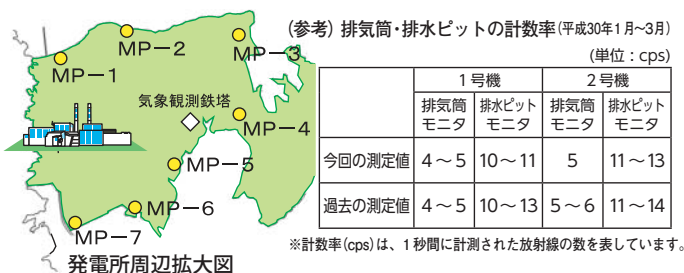 MP－1
MP－2
MP－3
気象観測鉄塔
MP－4
MP－5
MP－6
MP－7
発電所周辺拡大図
(参考) 排気筒・排水ピットの計数率(平成30年1月～3月)
(単位：cps)
1号機 2号機
排気筒モニタ 排水ピットモニタ 排気筒モニタ 排水ピットモニタ
今回の測定値 4～5 10～11 5 11～13
過去の測定値 4～5 10～13 5～6 11～14
※計数率(cps)は、1秒間に計測された放射線の数を表しています。